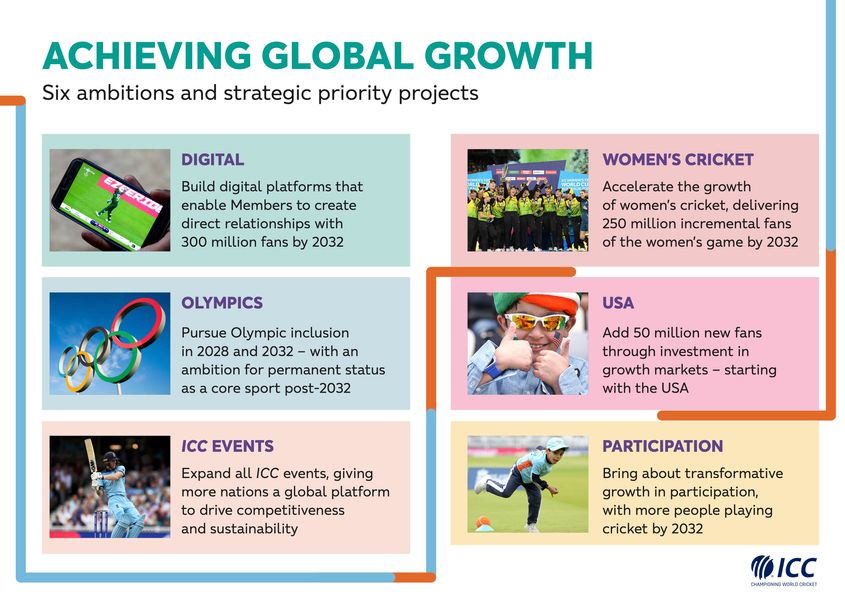 ACHIEVING GLOBAL GROWTH
Six ambitions and strategic priority projects
DIGITAL
Build digital platforms that
enable Members to create
direct relationships with
300 million fans by 2032
WOMEN'S CRICKET
Accelerate the growth
of women's cricket, delivering
250 million incremental fans
of the women's game by 2032
OLYMPICS
Pursue Olympic inclusion
in 2028 and 2032 – with an
ambition for permanent status
as a core sport post-2032
USA
Add 50 million new fans
through investment in
growth markets – starting
with the USA
ICC EVENTS
Expand all ICC events, giving
more nations a global platform
to drive competitiveness
and sustainability
PARTICIPATION
Bring about transformative
growth in participation,
with more people playing
cricket by 2032
ICC
CHAMPIONING WORLD CRICKET